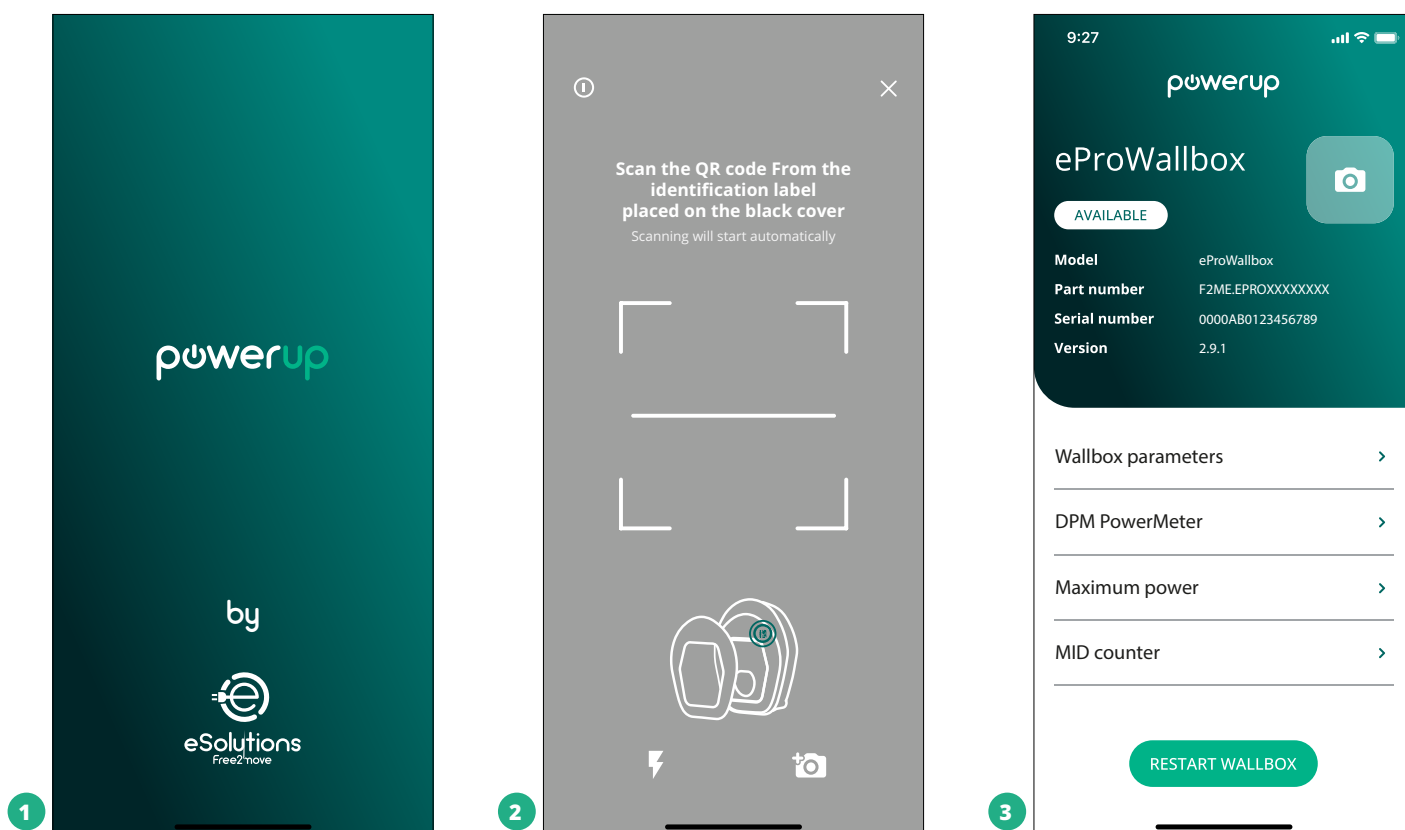 powerup
by
eSolutions
Free2move
1
Scan the QR code From the
identification label
placed on the black cover
Scanning will start automatically
2
9:27
powerup
eProWallbox
AVAILABLE
Model eProWallbox
Part number F2ME.EPROXXXXXXXX
Serial number 0000AB0123456789
Version 2.9.1
Wallbox parameters
DPM PowerMeter
Maximum power
MID counter
RESTART WALLBOX
3